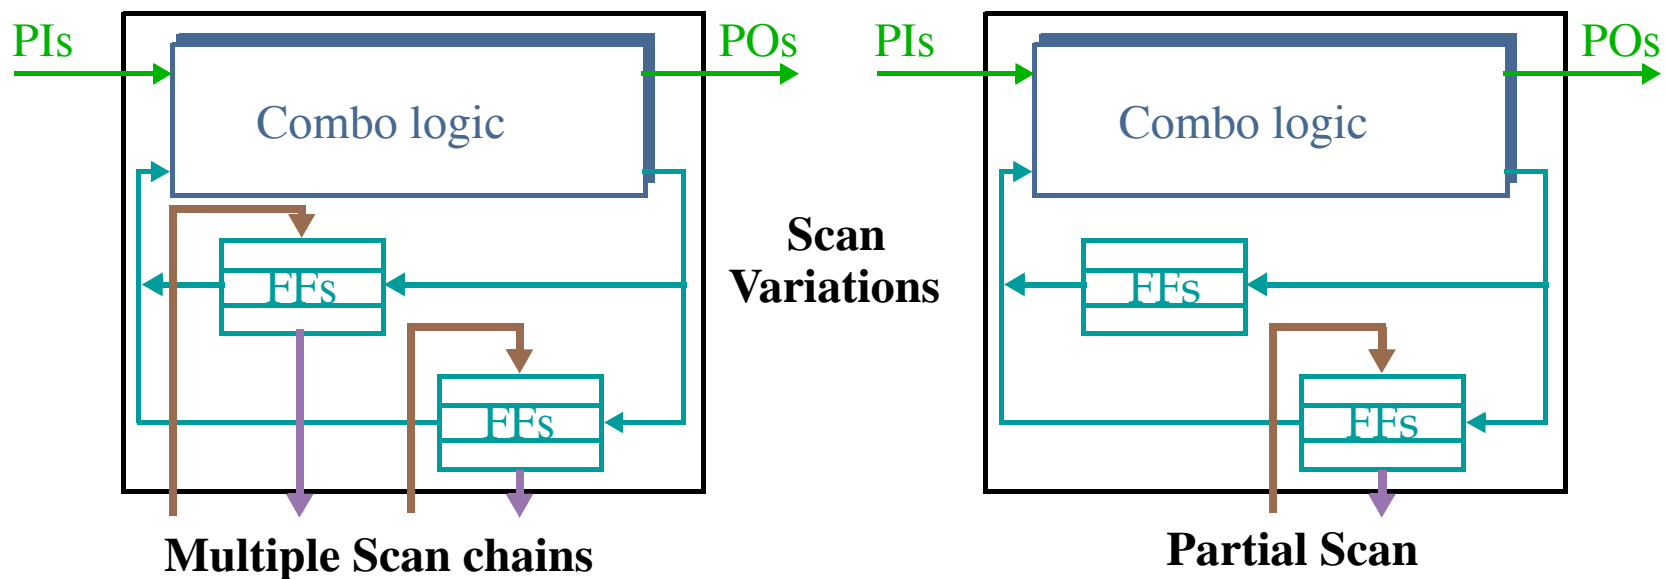 PIs
POs
Combo logic
FFs
FFs
Multiple Scan chains
Scan
Variations
PIs
POs
Combo logic
FFs
FFs
Partial Scan